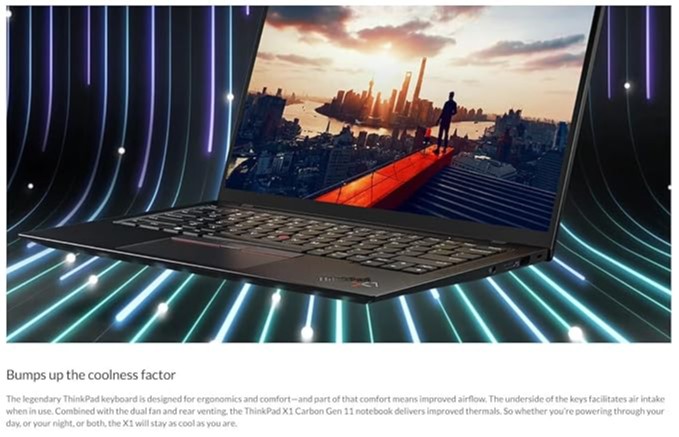 X1
Bumps up the coolness factor
The legendary ThinkPad keyboard is designed for ergonomics and comfort—and part of that comfort means improved airflow. The underside of the keys facilitates air intake
when in use. Combined with the dual fan and rear venting, the ThinkPad X1 Carbon Gen 11 notebook delivers improved thermals. So whether you're powering through your
day, or your night, or both, the X1 will stay as cool as you are.